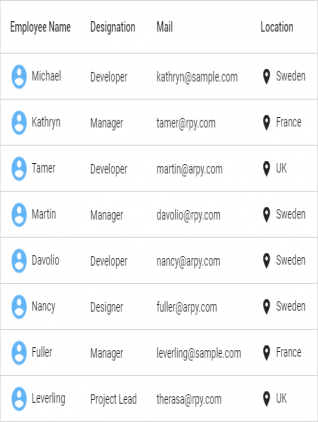 Employee Name Designation Mail Location
Michael Developer kathryn@sample.com Sweden
Kathryn Manager tamer@rpy.com France
Tamer Developer martin@arpy.com UK
Martin Manager davolio@rpy.com Sweden
Davolio Developer nancy@arpy.com Sweden
Nancy Designer fuller@arpy.com Sweden
Fuller Manager leverling@sample.com France
Leverling Project Lead therasa@rpy.com UK